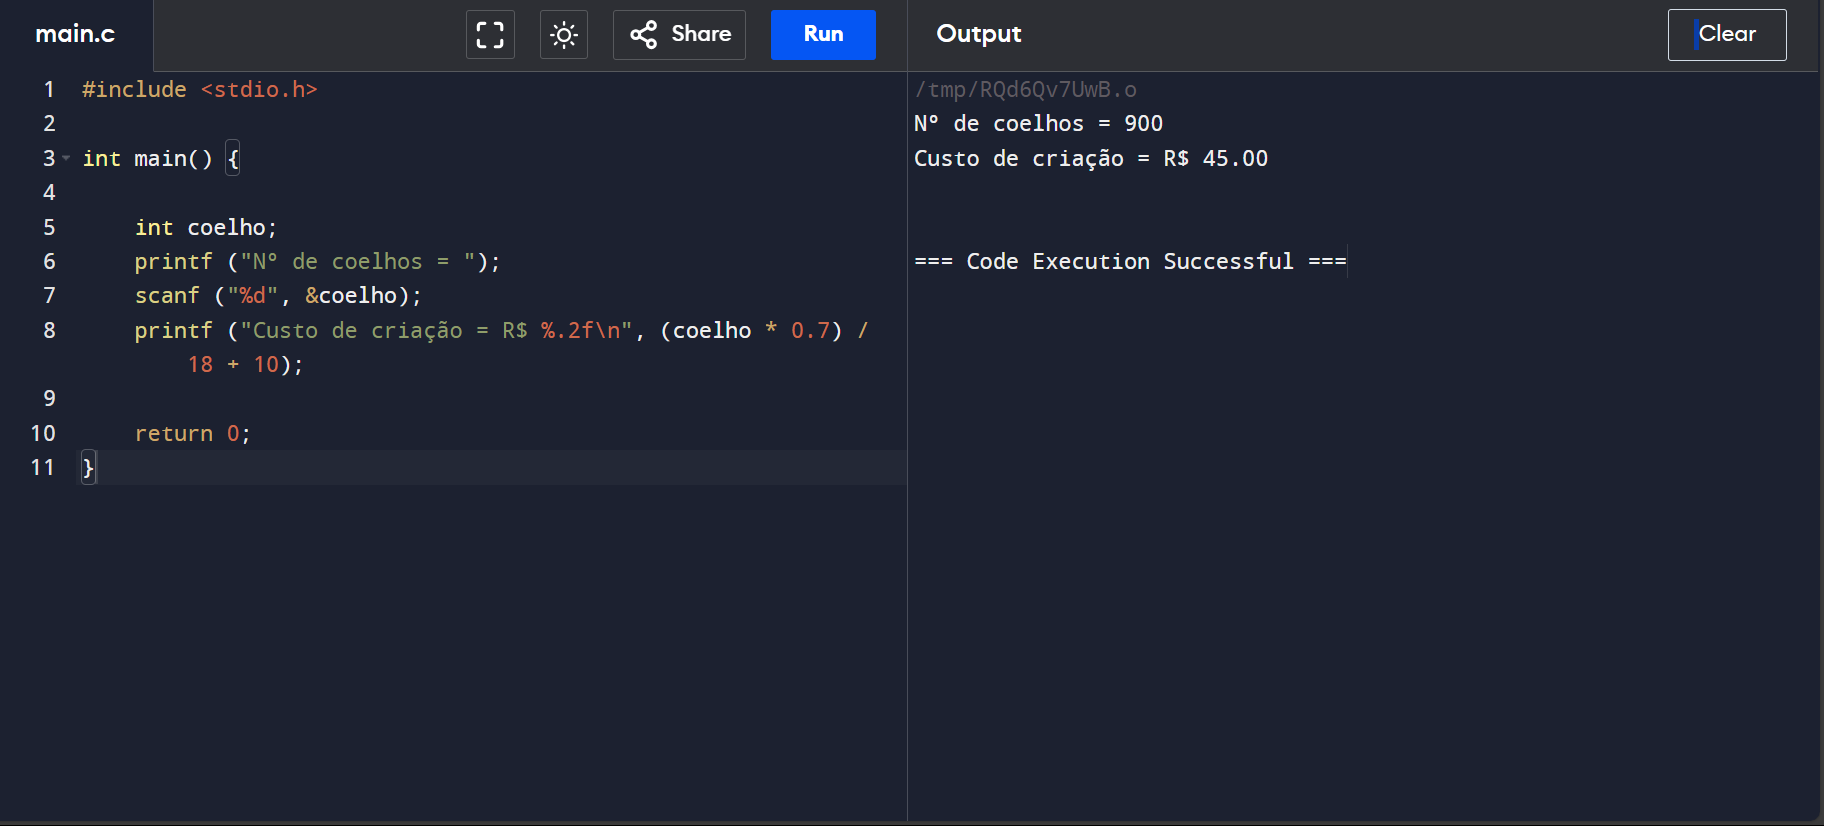 main.c
Share
Run
Output
Clear
1 #include <stdio.h>
2
3 int main() {
4
5     int coelho;
6     printf ("Nº de coelhos = ");
7     scanf ("%d", &coelho);
8     printf ("Custo de criação = R$ %.2f\n", (coelho * 0.7) /
        18 + 10);
9
10     return 0;
11 }
/tmp/RQd6Qv7UwB.o
Nº de coelhos = 900
Custo de criação = R$ 45.00
=== Code Execution Successful ===